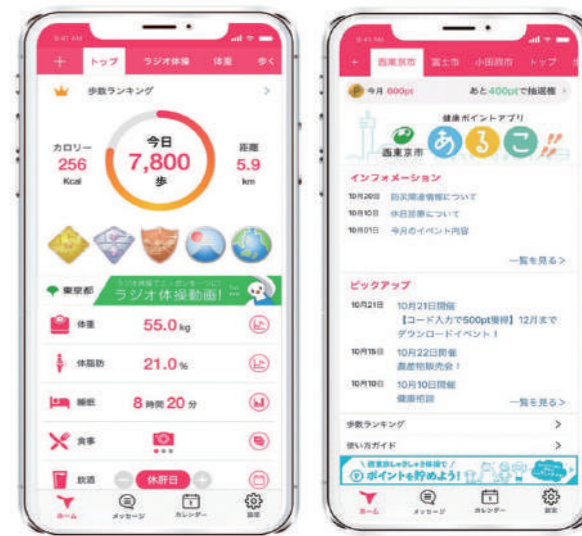 9:41 AM
トップ
ラジオ体操
体重
歩く
歩数ランキング
カロリー
256
Kcal
今日
7,800
歩
距離
5.9
km
東京都
ラジオ体操動画!
体重
55.0 kg
体脂肪
21.0 %
睡眠
8 時間 20 分
食事
飲酒
休肝日
ホーム
メッセージ
カレンダー
設定
9:41 AM
西東京市
富士市
小田原市
トップ
今月 600pt
あと400ptで抽選権
健康ポイントアプリ
西東京市
あるこ!!
インフォメーション
10月20日 防災関連情報について
10月10日 休日診療について
10月01日 今月のイベント内容
一覧を見る>
ピックアップ
10月21日 10月21日開催
【コード入力で500pt獲得】12月まで
ダウンロードイベント!
10月15日 10月22日開催
農産物販売会!
10月10日 10月10日開催
健康相談
一覧を見る>
歩数ランキング
使い方ガイド
ポイントを貯めよう!
ホーム
メッセージ
カレンダー
設定